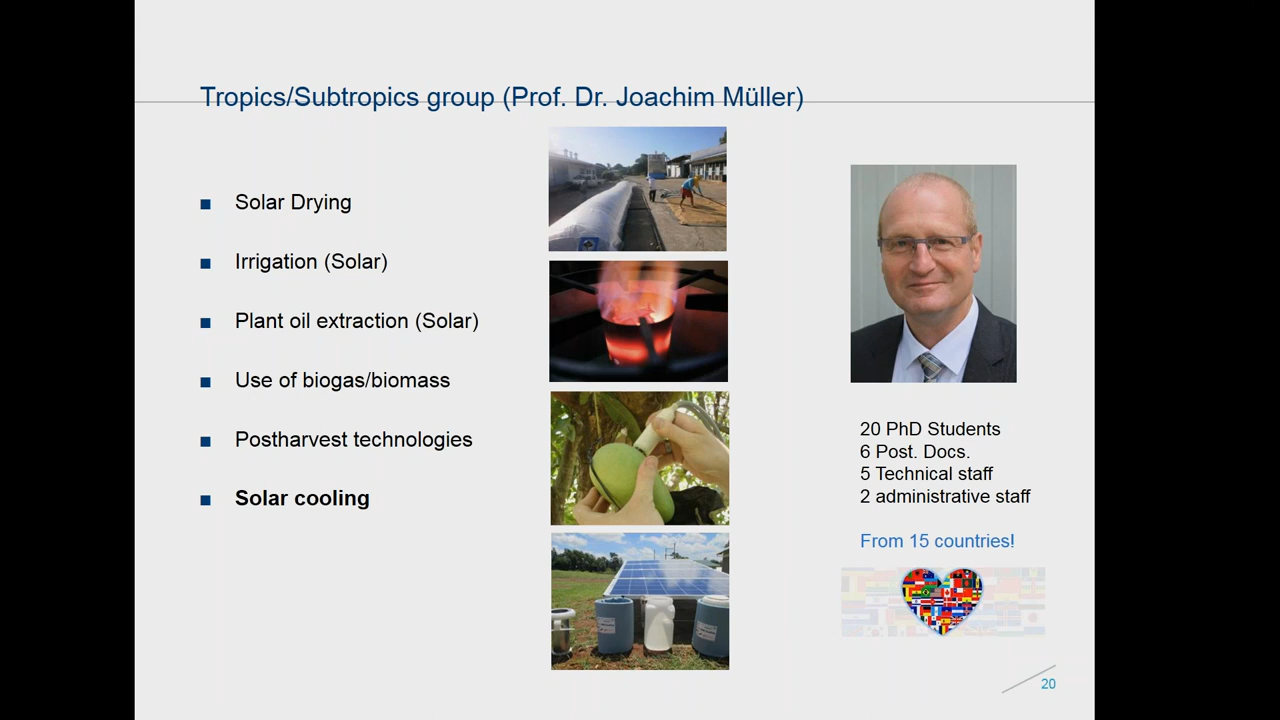 Tropics/Subtropics group (Prof. Dr. Joachim Müller)
Solar Drying
Irrigation (Solar)
Plant oil extraction (Solar)
Use of biogas/biomass
Postharvest technologies
Solar cooling
20 PhD Students
6 Post. Docs.
5 Technical staff
2 administrative staff
From 15 countries!
20